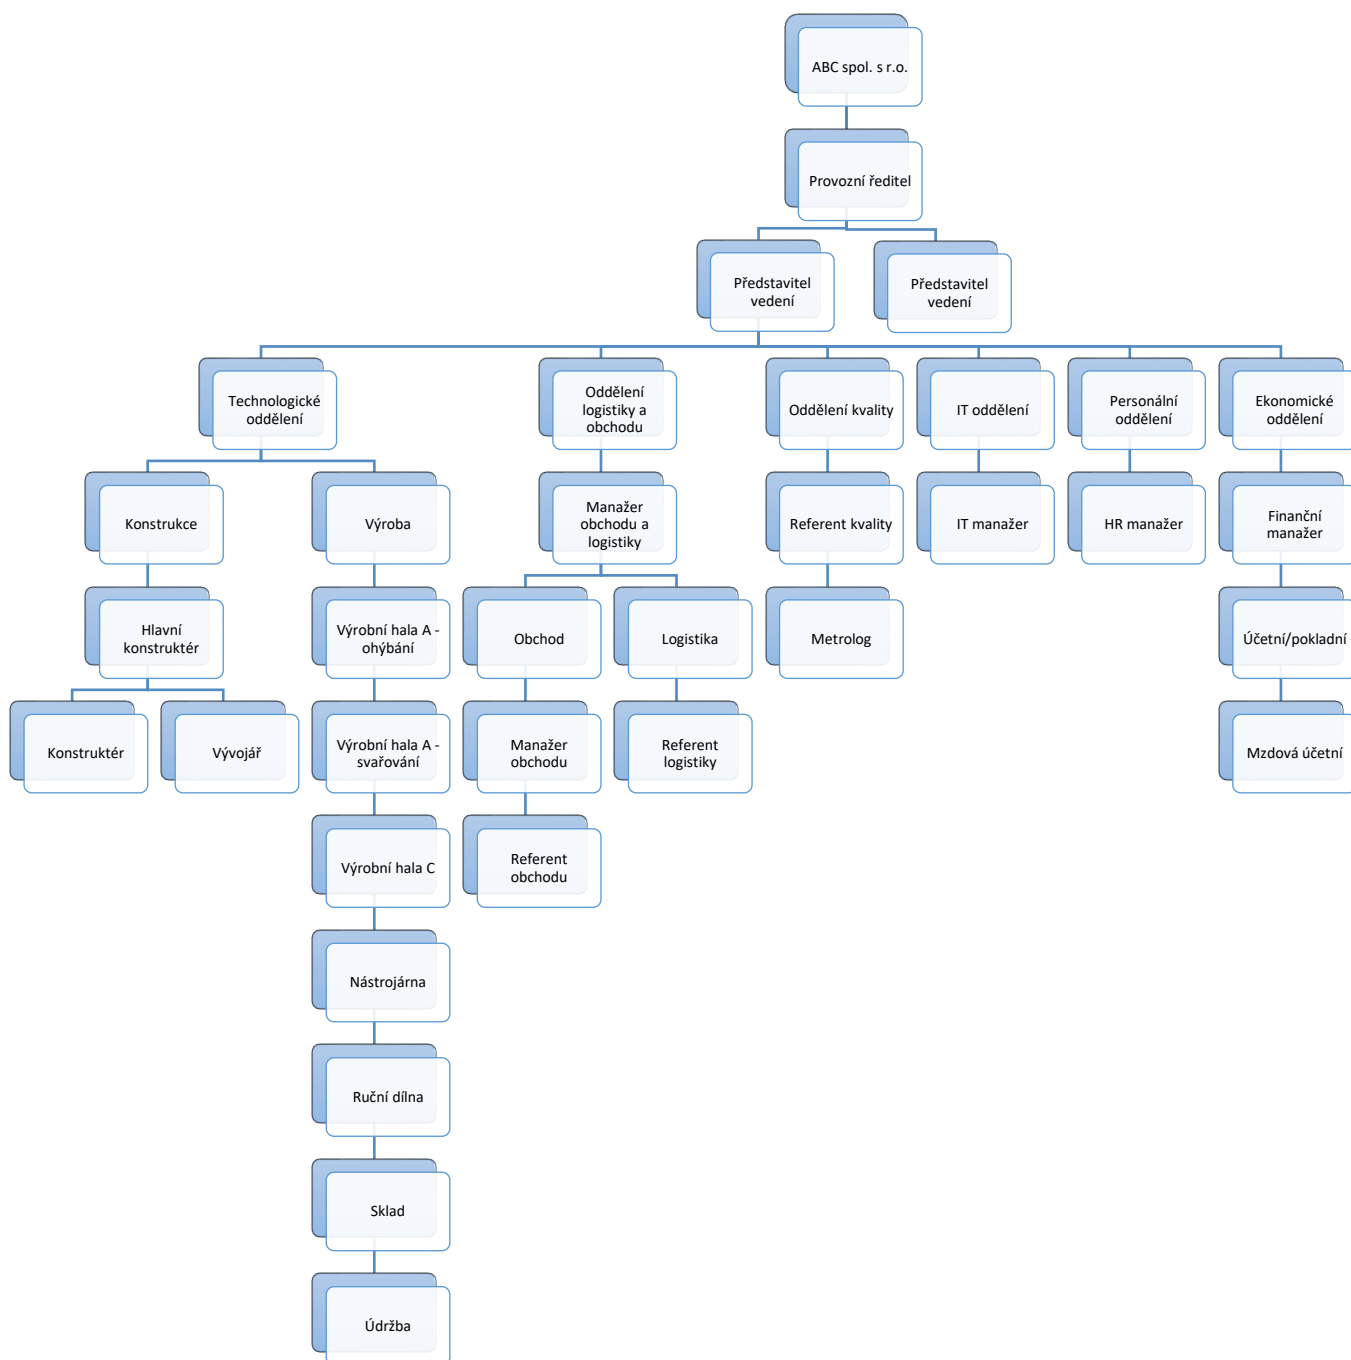 ABC spol. s r.o.
Provozní ředitel
Představitel
vedení
Představitel
vedení
Technologické
oddělení
Oddělení
logistiky a
obchodu
Oddělení kvality
IT oddělení
Personální
oddělení
Ekonomické
oddělení
Konstrukce
Výroba
Manažer
obchodu a
logistiky
Referent kvality
IT manažer
HR manažer
Finanční
manažer
Hlavní
konstruktér
Výrobní hala A -
ohýbání
Obchod
Logistika
Metrolog
Účetní/pokladní
Konstruktér
Vývojář
Výrobní hala A -
svařování
Manažer
obchodu
Referent
logistiky
Mzdová účetní
Výrobní hala C
Referent
obchodu
Nástrojárna
Ruční dílna
Sklad
Údržba